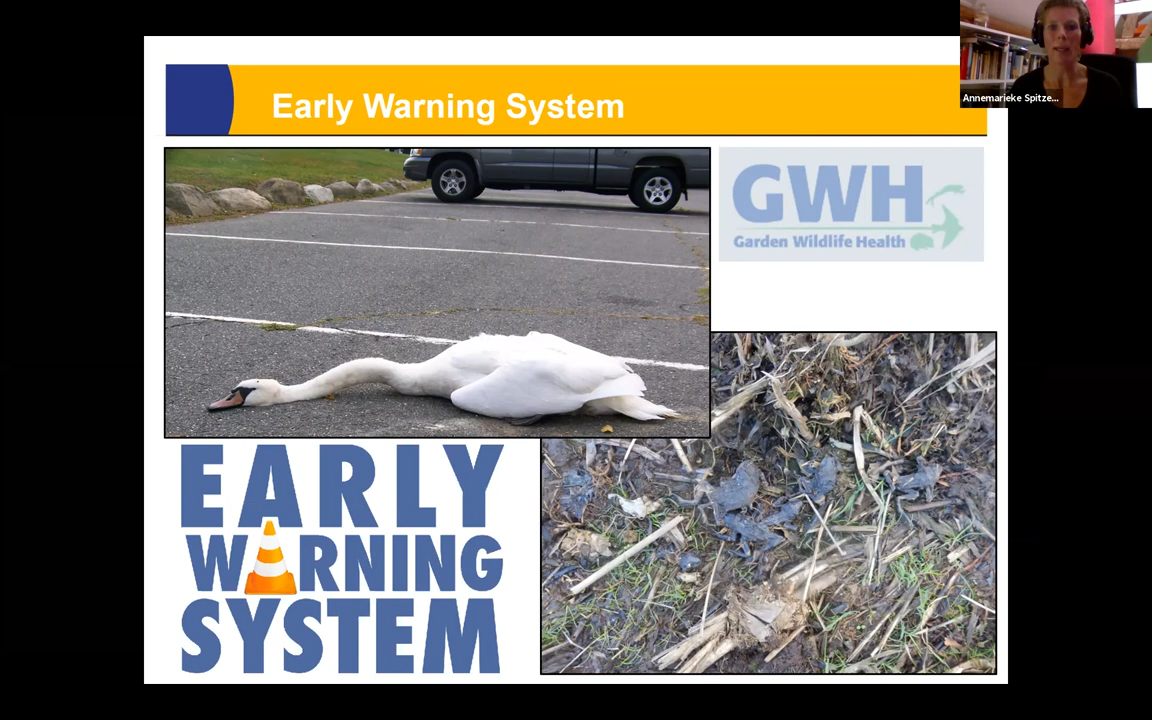 Early Warning System
Annemarieke Spitze...
GWH
Garden Wildlife Health
EARLY
WARNING
SYSTEM